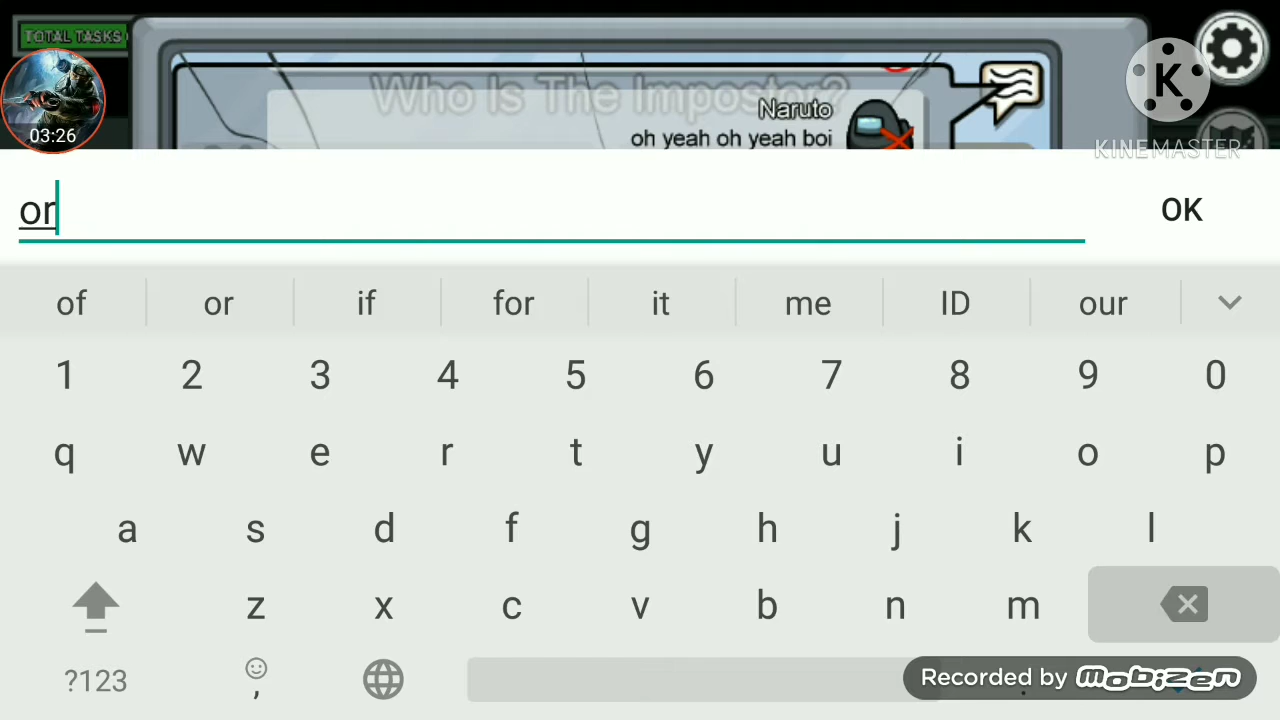 TOTAL TASKS
Who Is The Impostor?
Naruto
oh yeah oh yeah boi
03:26
K
KINEMASTER
or
OK
of or if for it me ID our
1 2 3 4 5 6 7 8 9 0
q w e r t y u i o p
a s d f g h j k l
z x c v b n m
?123 , .
Recorded by mobizen